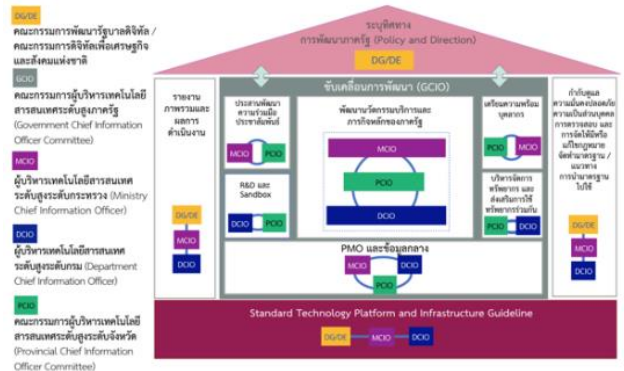 DG/DE
คณะกรรมการพัฒนารัฐบาลดิจิทัล /
คณะกรรมการดิจิทัลเพื่อเศรษฐกิจ
และสังคมแห่งชาติ
GCIO
คณะกรรมการผู้บริหารเทคโนโลยี
สารสนเทศระดับสูงภาครัฐ
(Government Chief Information
Officer Committee)
MCIO
ผู้บริหารเทคโนโลยีสารสนเทศ
ระดับสูงระดับกระทรวง (Ministry
Chief Information Officer)
DCIO
ผู้บริหารเทคโนโลยีสารสนเทศ
ระดับสูงระดับกรม (Department
Chief Information Officer)
PCIO
คณะกรรมการผู้บริหารเทคโนโลยี
สารสนเทศระดับสูงระดับจังหวัด
(Provincial Chief Information
Officer Committee)
ระบุทิศทาง
การพัฒนาภาครัฐ (Policy and Direction)
DG/DE
รายงาน
ภาพรวมและ
ผลการ
ดำเนินงาน
DG/DE
MCIO
DCIO
ขับเคลื่อนการพัฒนา (GCIO)
ประสานพัฒนา
ความร่วมมือ
ประชาสัมพันธ์
MCIO
PCIO
R&D และ
Sandbox
DCIO
PCIO
พัฒนานวัตกรรมบริการและ
ภารกิจหลักของภาครัฐ
MCIO
PCIO
DCIO
เตรียมความพร้อม
บุคลากร
PCIO
MCIO
บริหารจัดการ
ทรัพยากร และ
ส่งเสริมการใช้
ทรัพยากรร่วมกัน
DCIO
PCIO
PMO และข้อมูลกลาง
MCIO
DCIO
PCIO
กำกับดูแล
ความมั่นคงปลอดภัย
ความเป็นส่วนบุคคล
การตรวจสอบ และ
การจัดให้มีหรือ
แก้ไขกฎหมาย
จัดทำมาตรฐาน /
แนวทาง
การนำมาตรฐาน
ไปใช้
DG/DE
MCIO
DCIO
Standard Technology Platform and Infrastructure Guideline
DG/DE
MCIO
DCIO